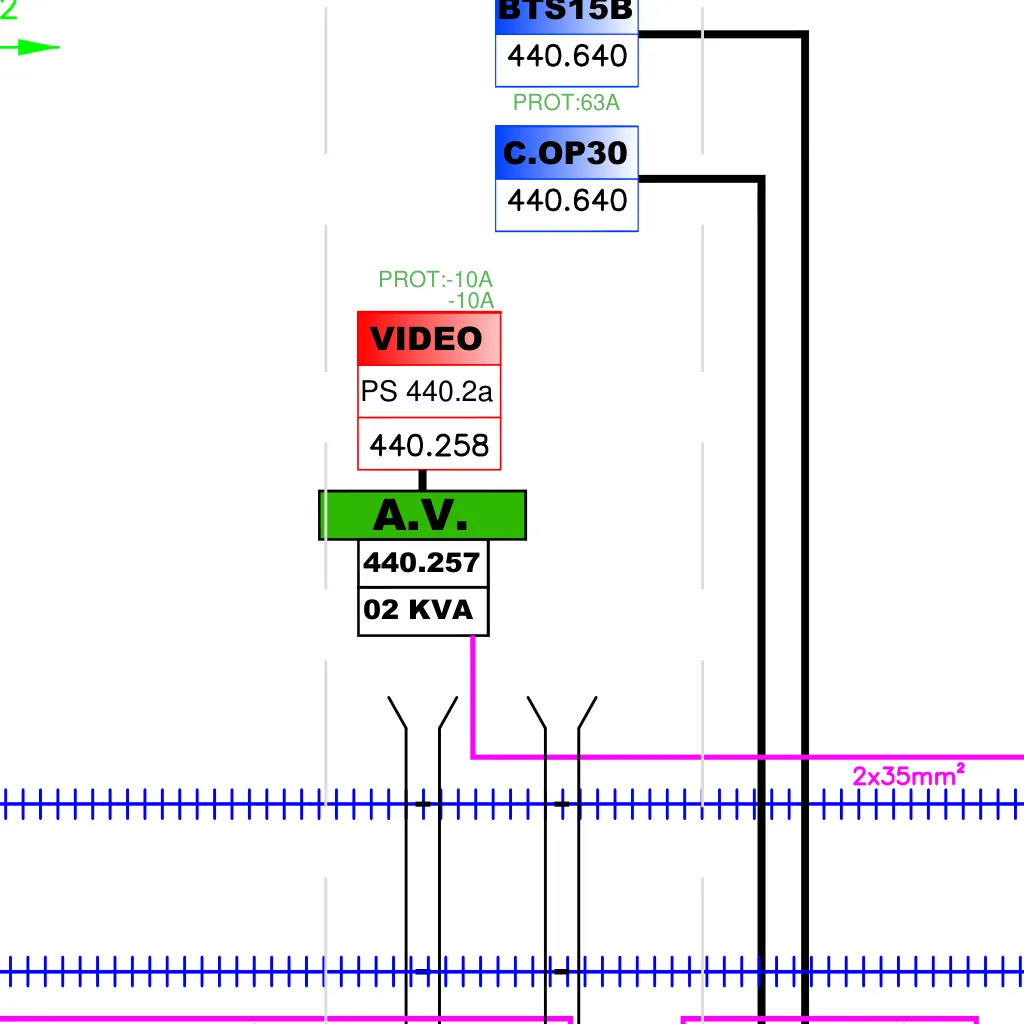 2
BTS15B
440.640
PROT:63A
C.OP30
440.640
PROT:-10A
-10A
VIDEO
PS 440.2a
440.258
A.V.
440.257
02 KVA
2x35mm²